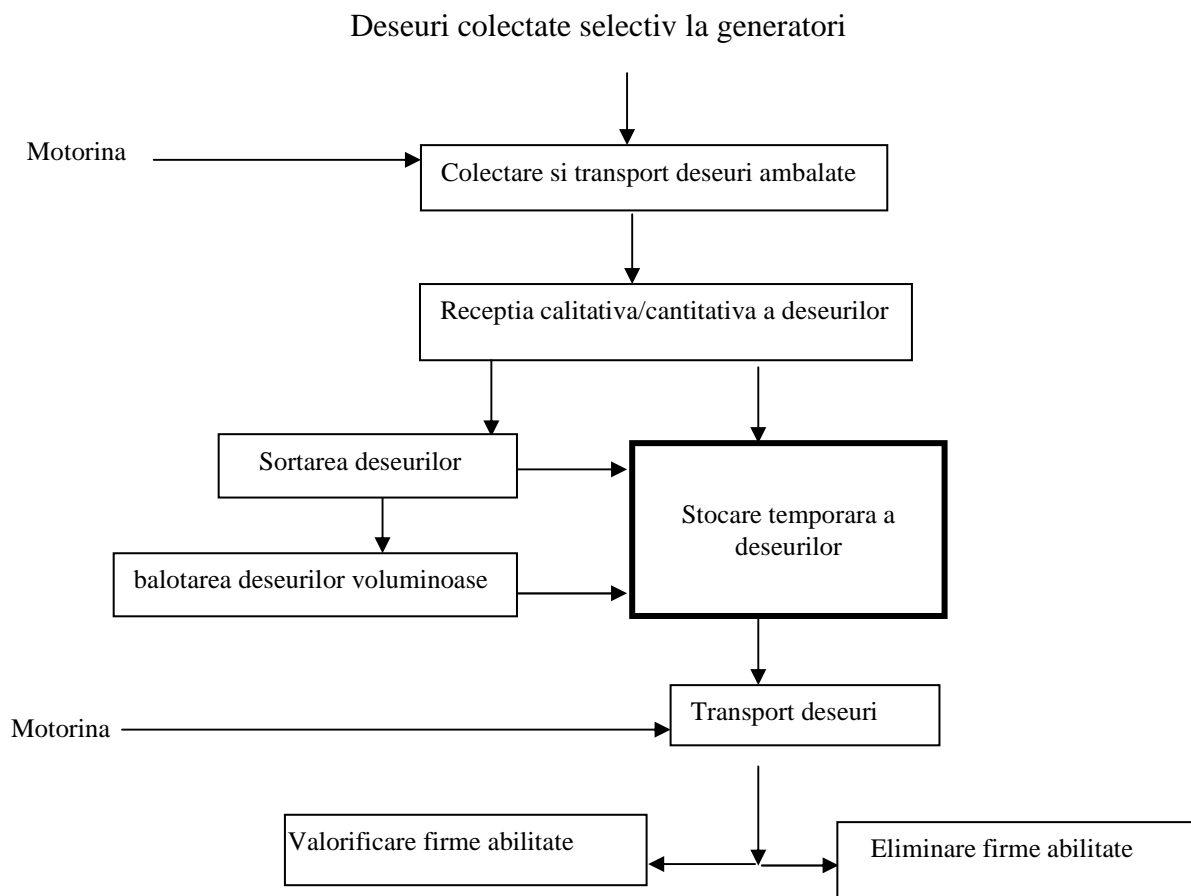 Deseuri colectate selectiv la generatori
Motorina
Colectare si transport deseuri ambalate
Receptia calitativa/cantitativa a deseurilor
Sortarea deseurilor
Stocare temporara a
deseurilor
balotarea deseurilor voluminoase
Transport deseuri
Motorina
Valorificare firme abilitate
Eliminare firme abilitate